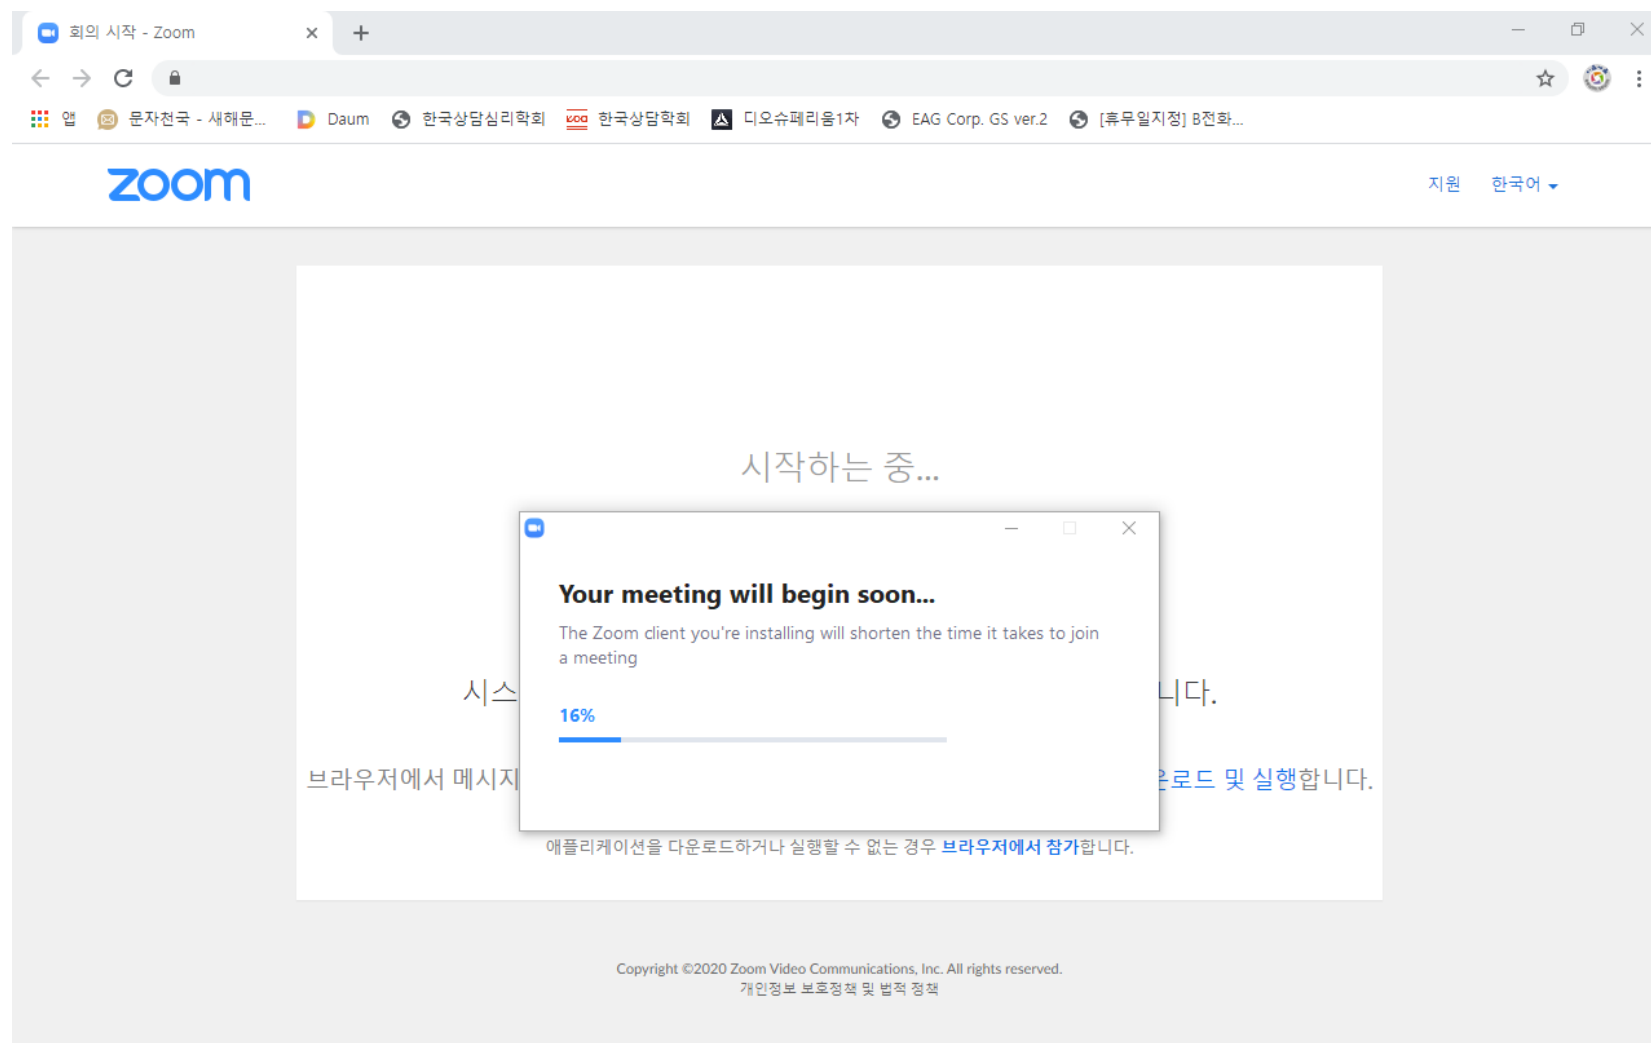 회의 시작 - Zoom
앱 문자천국 - 새해문... Daum 한국상담심리학회 KCA 한국상담학회 디오슈페리움1차 EAG Corp. GS ver.2 [휴무일지정] B전화...
zoom 지원 한국어
시작하는 중...
Your meeting will begin soon...
The Zoom client you're installing will shorten the time it takes to join
a meeting
시스 니다.
16%
브라우저에서 메시지 운로드 및 실행합니다.
애플리케이션을 다운로드하거나 실행할 수 없는 경우 브라우저에서 참가합니다.
Copyright ©2020 Zoom Video Communications, Inc. All rights reserved.
개인정보 보호정책 및 법적 정책